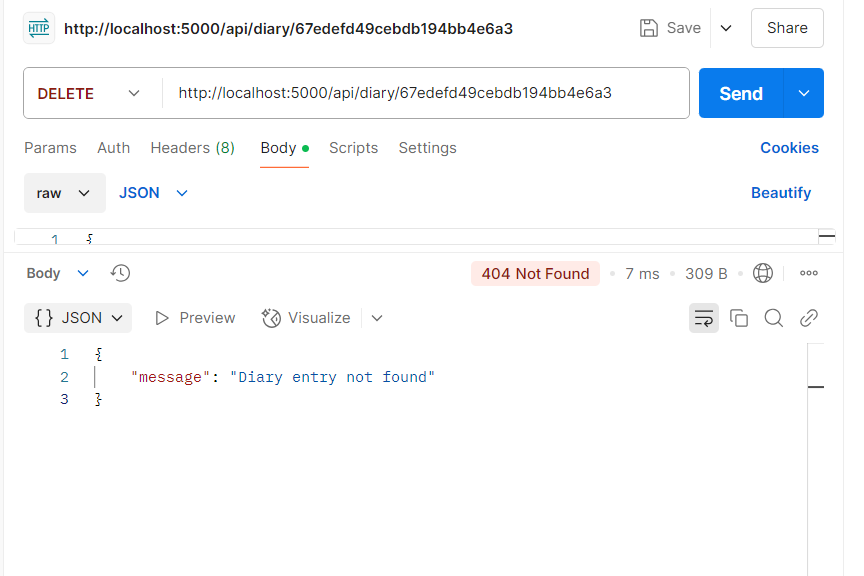 HTTP http://localhost:5000/api/diary/67edefd49cebdb194bb4e6a3 Save Share
DELETE http://localhost:5000/api/diary/67edefd49cebdb194bb4e6a3 Send
Params Auth Headers (8) Body Scripts Settings Cookies
raw JSON Beautify
1 {
Body 404 Not Found 7 ms 309 B
{} JSON Preview Visualize
1 {
2 "message": "Diary entry not found"
3 }